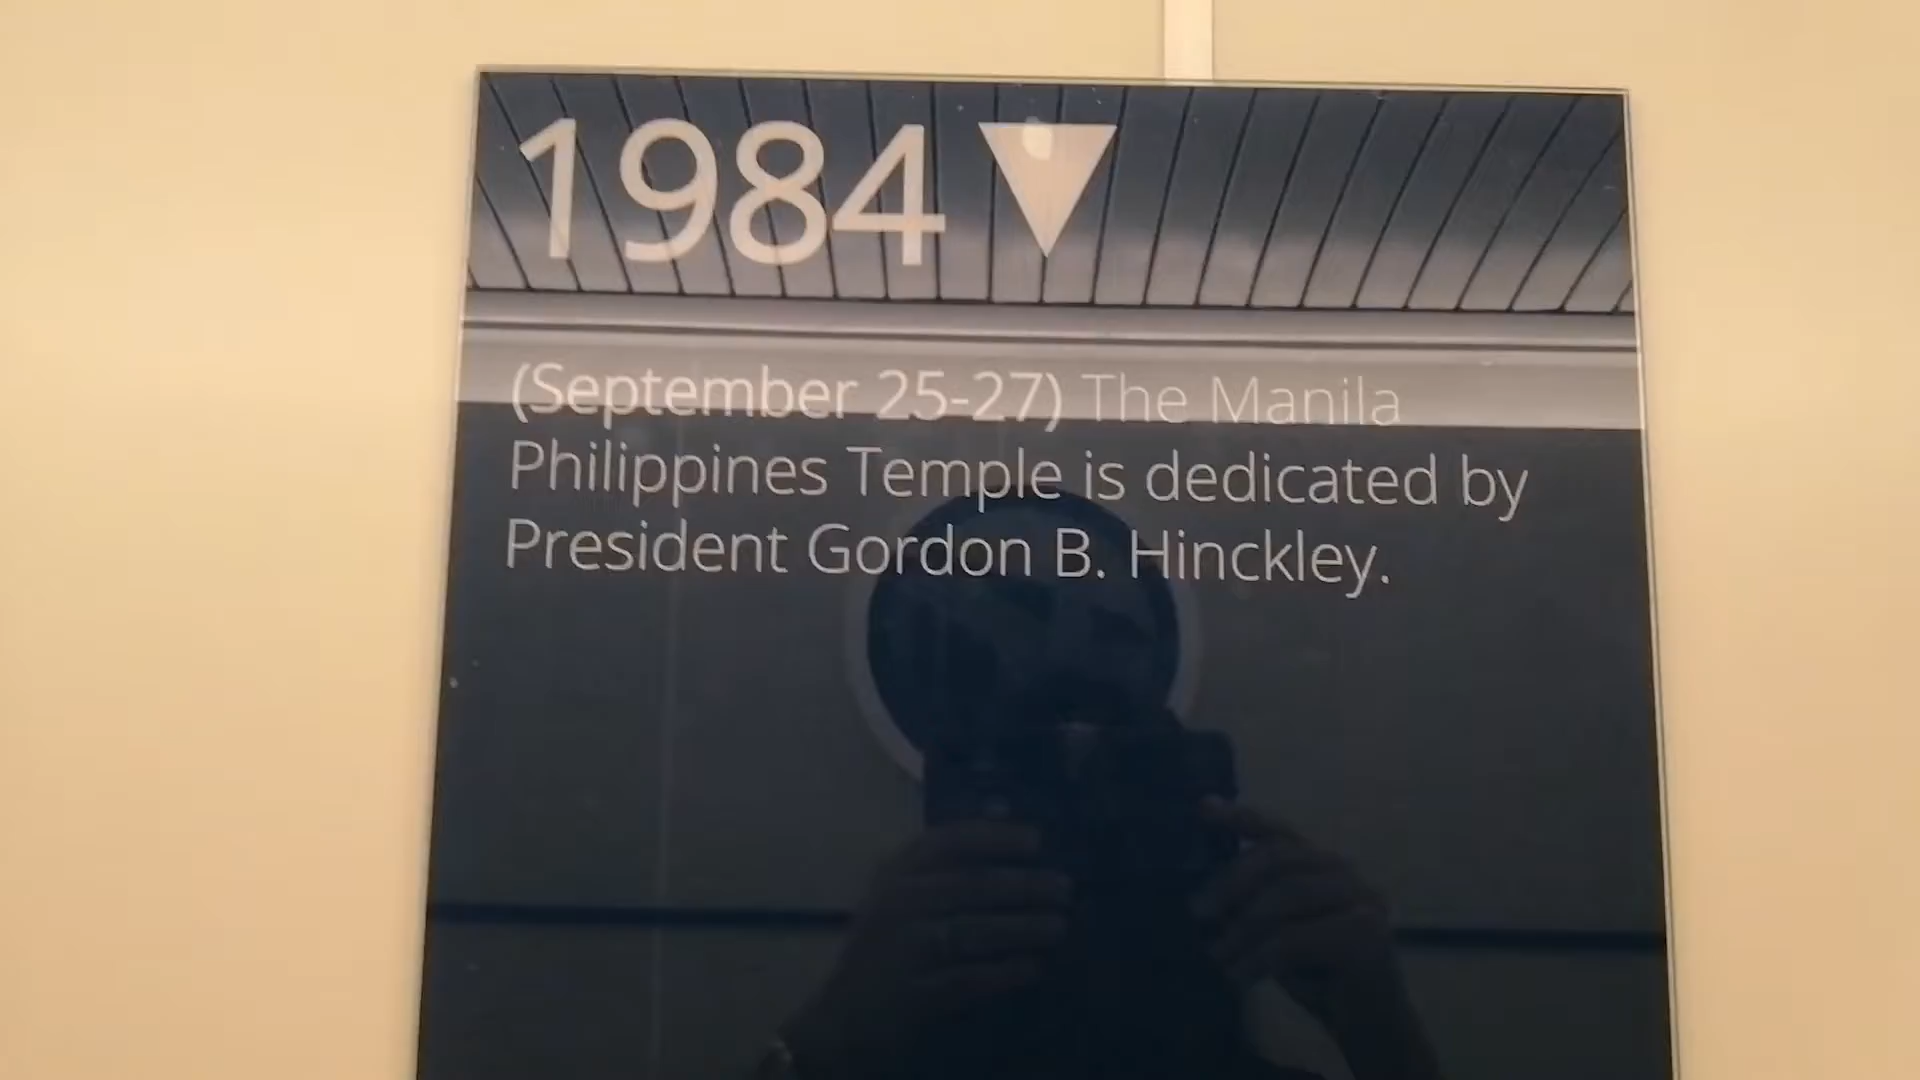 1984
(September 25-27) The Manila
Philippines Temple is dedicated by
President Gordon B. Hinckley.